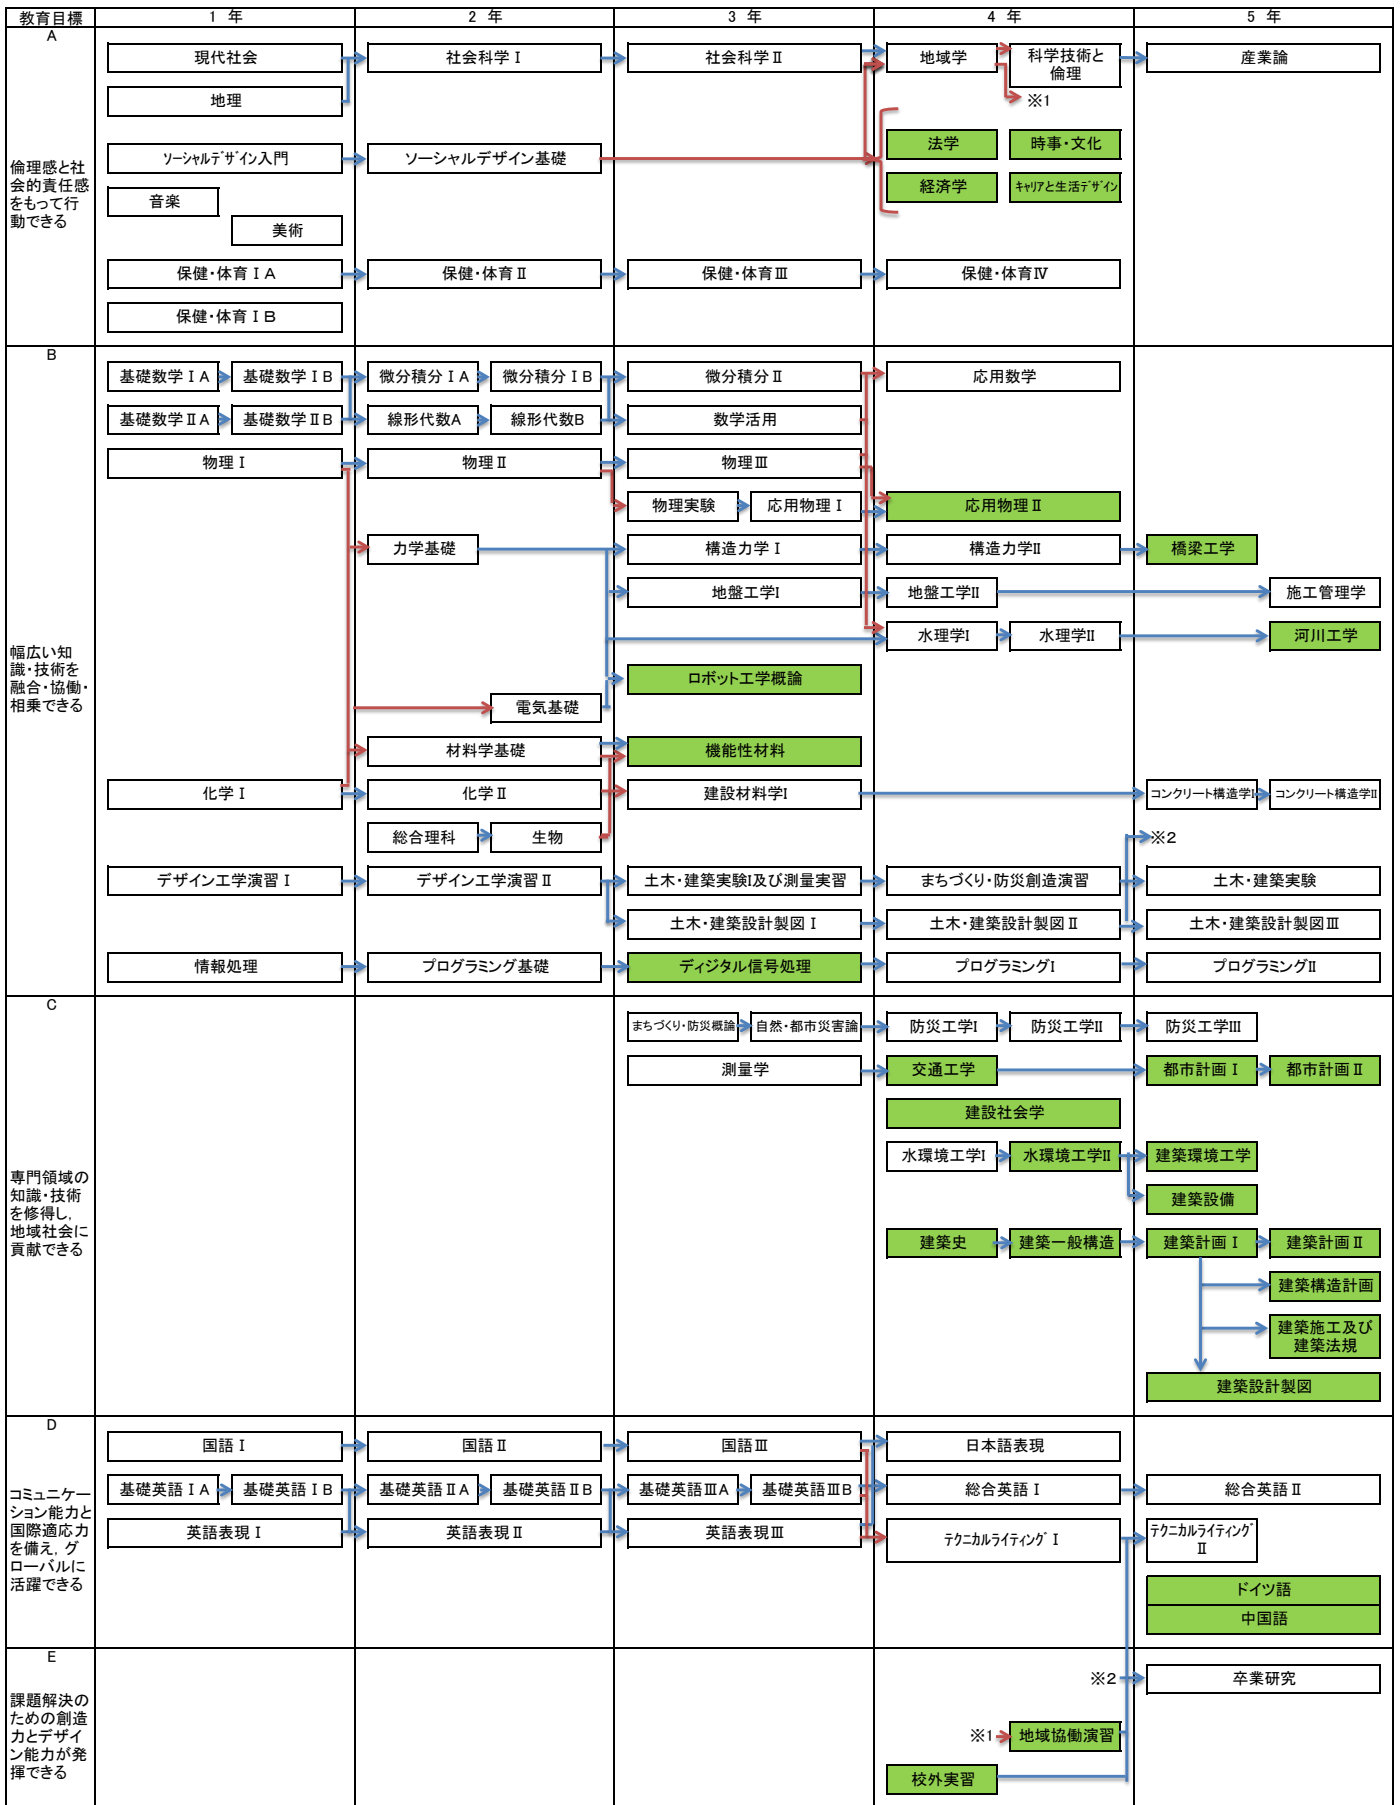 教育目標
1 年
2 年
3 年
4 年
5 年
A
倫理感と社
会的責任感
をもって行
動できる
現代社会
社会科学Ⅰ
社会科学Ⅱ
地域学
科学技術と
倫理
産業論
地理
※1
ソーシャルデザイン入門
ソーシャルデザイン基礎
法学
時事・文化
経済学
キャリアと生活デザイン
音楽
美術
保健・体育ⅠA
保健・体育Ⅱ
保健・体育Ⅲ
保健・体育Ⅳ
保健・体育ⅠB
B
幅広い知
識・技術を
融合・協働・
相乗できる
基礎数学ⅠA
基礎数学ⅠB
微分積分ⅠA
微分積分ⅠB
微分積分Ⅱ
応用数学
基礎数学ⅡA
基礎数学ⅡB
線形代数A
線形代数B
数学活用
物理Ⅰ
物理Ⅱ
物理Ⅲ
物理実験
応用物理Ⅰ
応用物理Ⅱ
力学基礎
構造力学Ⅰ
構造力学II
橋梁工学
地盤工学I
地盤工学II
施工管理学
水理学I
水理学II
河川工学
ロボット工学概論
電気基礎
材料学基礎
機能性材料
化学Ⅰ
化学Ⅱ
建設材料学I
コンクリート構造学I
コンクリート構造学II
総合理科
生物
※2
デザイン工学演習Ⅰ
デザイン工学演習Ⅱ
土木・建築実験I及び測量実習
まちづくり・防災創造演習
土木・建築実験
土木・建築設計製図Ⅰ
土木・建築設計製図Ⅱ
土木・建築設計製図Ⅲ
情報処理
プログラミング基礎
ディジタル信号処理
プログラミングI
プログラミングII
C
専門領域の
知識・技術
を修得し,
地域社会に
貢献できる
まちづくり・防災概論
自然・都市災害論
防災工学I
防災工学II
防災工学III
測量学
交通工学
都市計画Ⅰ
都市計画Ⅱ
建設社会学
水環境工学I
水環境工学II
建築環境工学
建築設備
建築史
建築一般構造
建築計画Ⅰ
建築計画Ⅱ
建築構造計画
建築施工及び
建築法規
建築設計製図
D
コミュニケー
ション能力と
国際適応力
を備え, グ
ローバルに
活躍できる
国語Ⅰ
国語Ⅱ
国語Ⅲ
日本語表現
基礎英語ⅠA
基礎英語ⅠB
基礎英語ⅡA
基礎英語ⅡB
基礎英語ⅢA
基礎英語ⅢB
総合英語Ⅰ
総合英語Ⅱ
英語表現Ⅰ
英語表現Ⅱ
英語表現Ⅲ
テクニカルライティングⅠ
テクニカルライティング
Ⅱ
ドイツ語
中国語
E
課題解決の
ための創造
力とデザイ
ン能力が発
揮できる
※2
卒業研究
※1
地域協働演習
校外実習